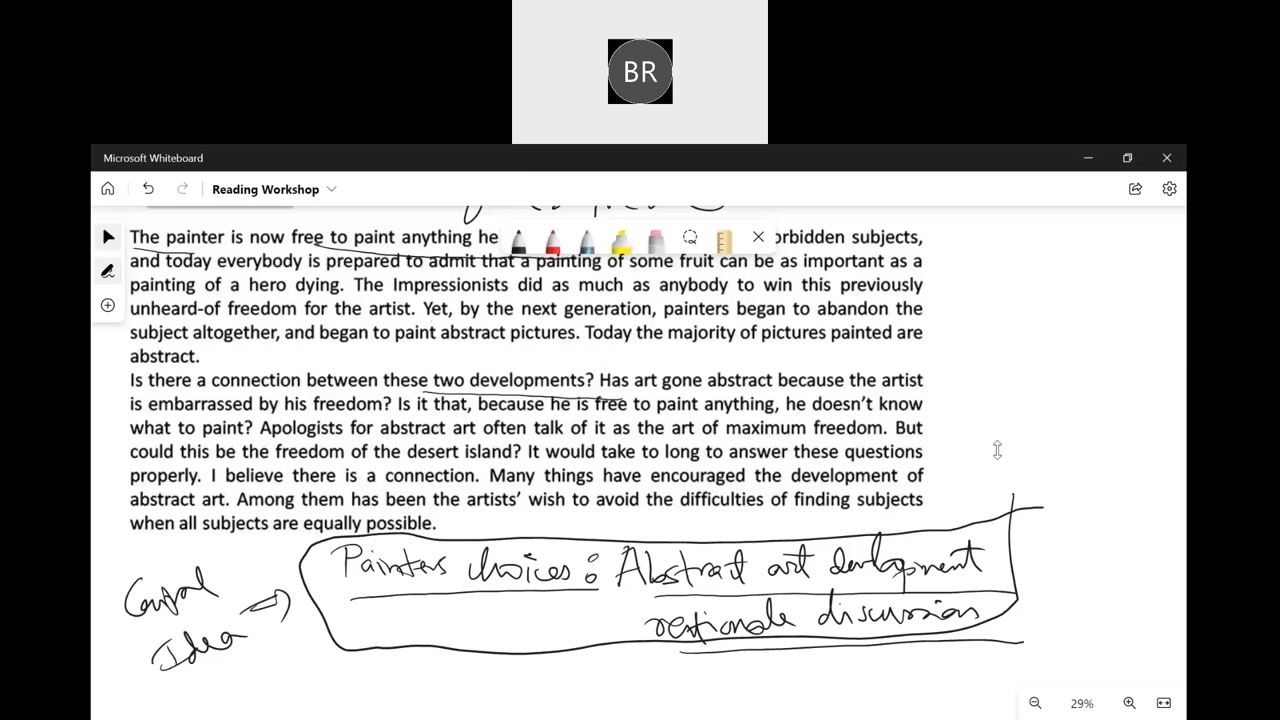 BR
Microsoft Whiteboard
Reading Workshop
The painter is now free to paint anything he orbidden subjects,
and today everybody is prepared to admit that a painting of some fruit can be as important as a
painting of a hero dying. The Impressionists did as much as anybody to win this previously
unheard-of freedom for the artist. Yet, by the next generation, painters began to abandon the
subject altogether, and began to paint abstract pictures. Today the majority of pictures painted are
abstract.
Is there a connection between these two developments? Has art gone abstract because the artist
is embarrassed by his freedom? Is it that, because he is free to paint anything, he doesn’t know
what to paint? Apologists for abstract art often talk of it as the art of maximum freedom. But
could this be the freedom of the desert island? It would take to long to answer these questions
properly. I believe there is a connection. Many things have encouraged the development of
abstract art. Among them has been the artists’ wish to avoid the difficulties of finding subjects
when all subjects are equally possible.
Painters choices : Abstract art development
rationale discussion
Idea
29%